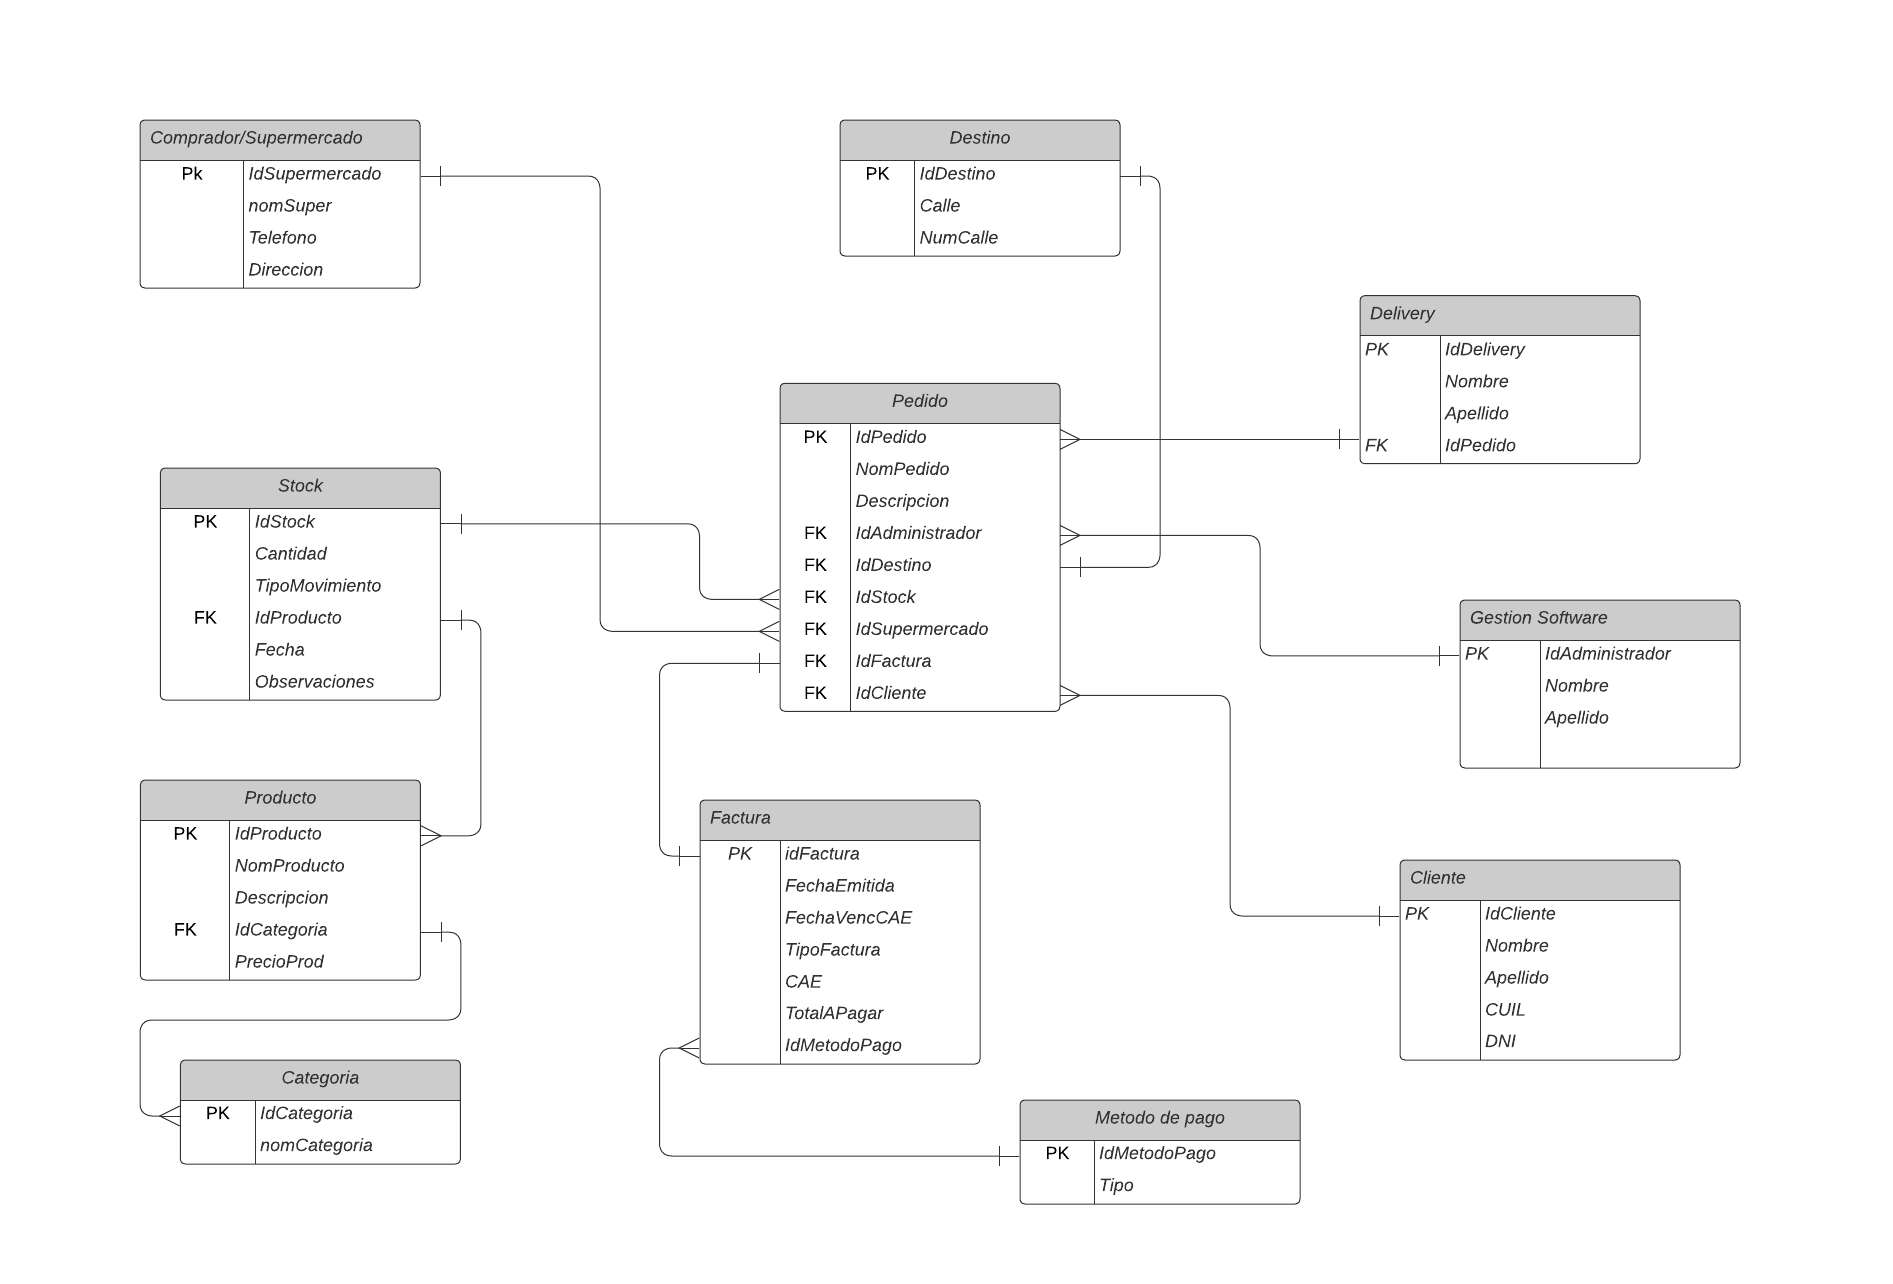 Comprador/Supermercado
Pk IdSupermercado
nomSuper
Telefono
Direccion
Destino
PK IdDestino
Calle
NumCalle
Delivery
PK IdDelivery
Nombre
Apellido
FK IdPedido
Pedido
PK IdPedido
NomPedido
Descripcion
FK IdAdministrador
FK IdDestino
FK IdStock
FK IdSupermercado
FK IdFactura
FK IdCliente
Stock
PK IdStock
Cantidad
TipoMovimiento
FK IdProducto
Fecha
Observaciones
Gestion Software
PK IdAdministrador
Nombre
Apellido
Producto
PK IdProducto
NomProducto
Descripcion
FK IdCategoria
PrecioProd
Factura
PK idFactura
FechaEmitida
FechaVencCAE
TipoFactura
CAE
TotalAPagar
IdMetodoPago
Cliente
PK IdCliente
Nombre
Apellido
CUIL
DNI
Categoria
PK IdCategoria
nomCategoria
Metodo de pago
PK IdMetodoPago
Tipo